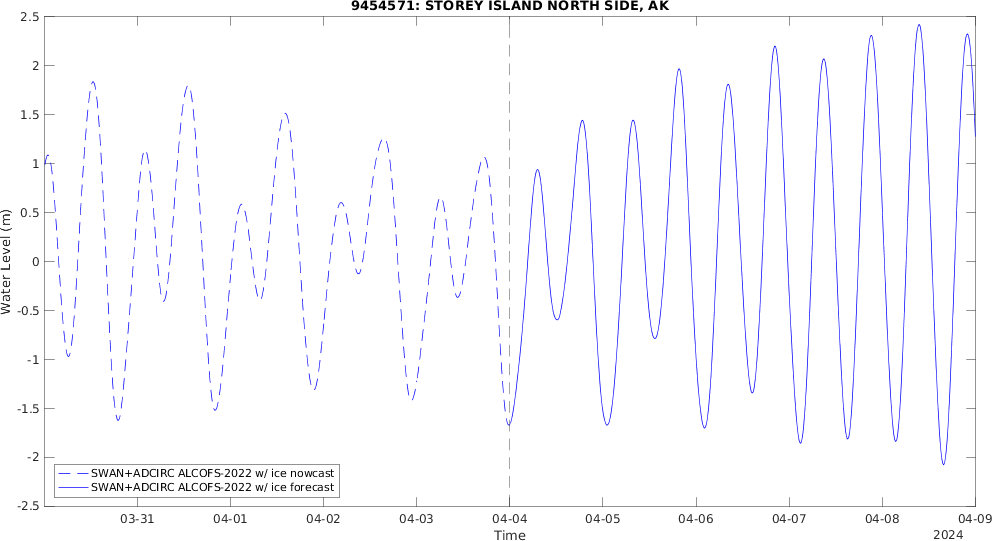 9454571: STOREY ISLAND NORTH SIDE, AK
Water Level (m)
2.5
2
1.5
1
0.5
0
-0.5
-1
-1.5
-2
-2.5
SWAN+ADCIRC ALCOFS-2022 w/ ice nowcast
SWAN+ADCIRC ALCOFS-2022 w/ ice forecast
03-31 04-01 04-02 04-03 04-04 04-05 04-06 04-07 04-08 04-09
Time
2024